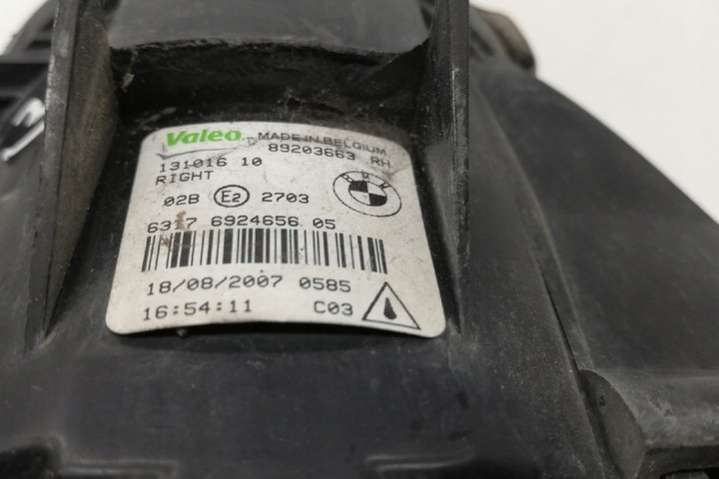 Valeo MADE IN BELGIUM
89203663 RH
131016 10
RIGHT
BMW
02B E2 2703
6317 6924656 05
18/08/2007 0585
16:54:11 C03